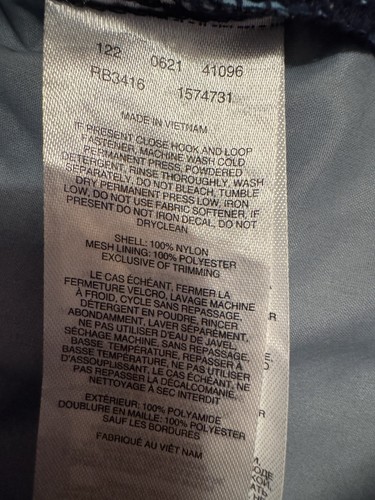 122 0621 41096
RB3416 1574731
MADE IN VIETNAM
IF PRESENT CLOSE HOOK AND LOOP
FASTENER, MACHINE WASH COLD
PERMANENT PRESS, POWDERED
DETERGENT, RINSE THOROUGHLY, WASH
SEPARATELY, DO NOT BLEACH, TUMBLE
DRY PERMANENT PRESS LOW, IRON
LOW, DO NOT USE FABRIC SOFTENER, IF
PRESENT DO NOT IRON DECAL, DO NOT
DRYCLEAN
SHELL: 100% NYLON
MESH LINING: 100% POLYESTER
EXCLUSIVE OF TRIMMING
LE CAS ÉCHÉANT, FERMER LA
FERMETURE VELCRO, LAVAGE MACHINE
À FROID, CYCLE SANS REPASSAGE,
DÉTERGENT EN POUDRE, RINCER
ABONDAMMENT, LAVER SÉPARÉMENT,
NE PAS UTILISER D'EAU DE JAVEL,
SÉCHAGE MACHINE, SANS REPASSAGE,
BASSE TEMPÉRATURE, REPASSER À
BASSE TEMPÉRATURE, NE PAS UTILISER
D'ASSOUPLISSANT, LE CAS ÉCHÉANT, NE
PAS REPASSER LA DÉCALCOMANIE,
NETTOYAGE À SEC INTERDIT
EXTÉRIEUR: 100% POLYAMIDE
DOUBLURE EN MAILLE: 100% POLYESTER
SAUF LES BORDURES
FABRIQUÉ AU VIÊT NAM